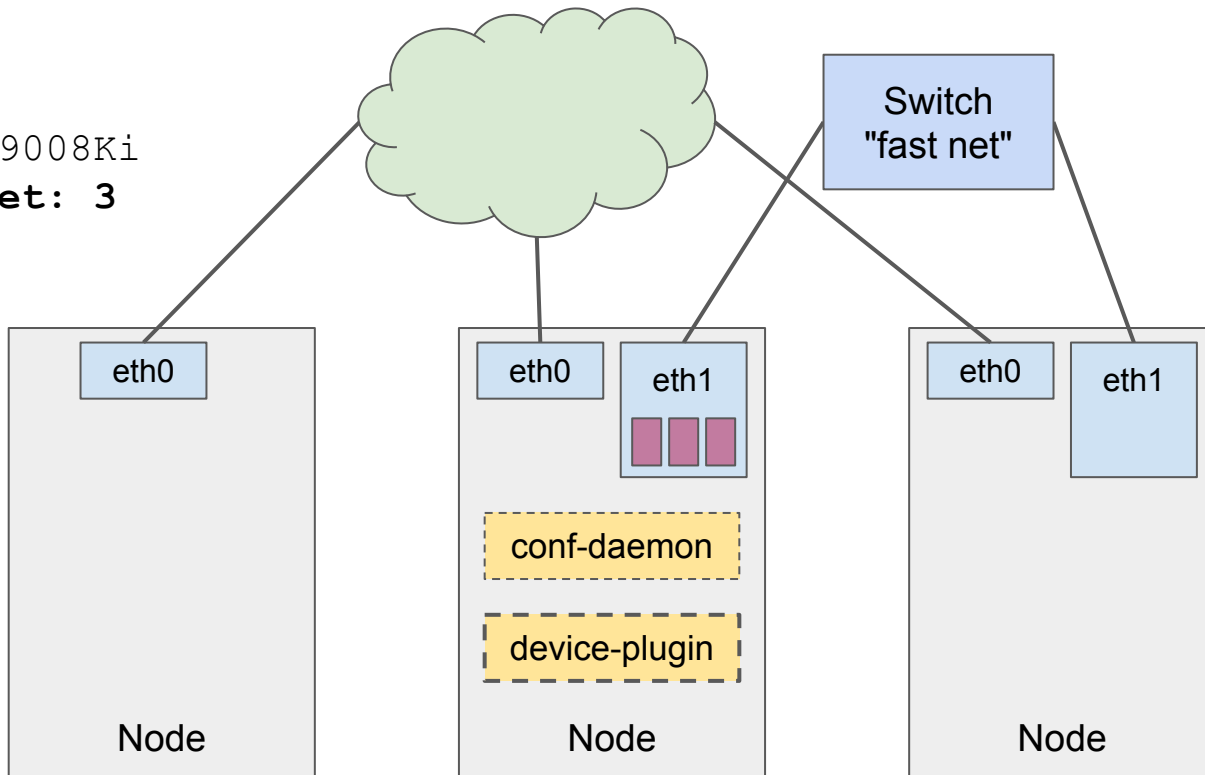 9008Ki
et: 3
Switch
"fast net"
eth0
eth0
eth1
eth0
eth1
conf-daemon
device-plugin
Node
Node
Node